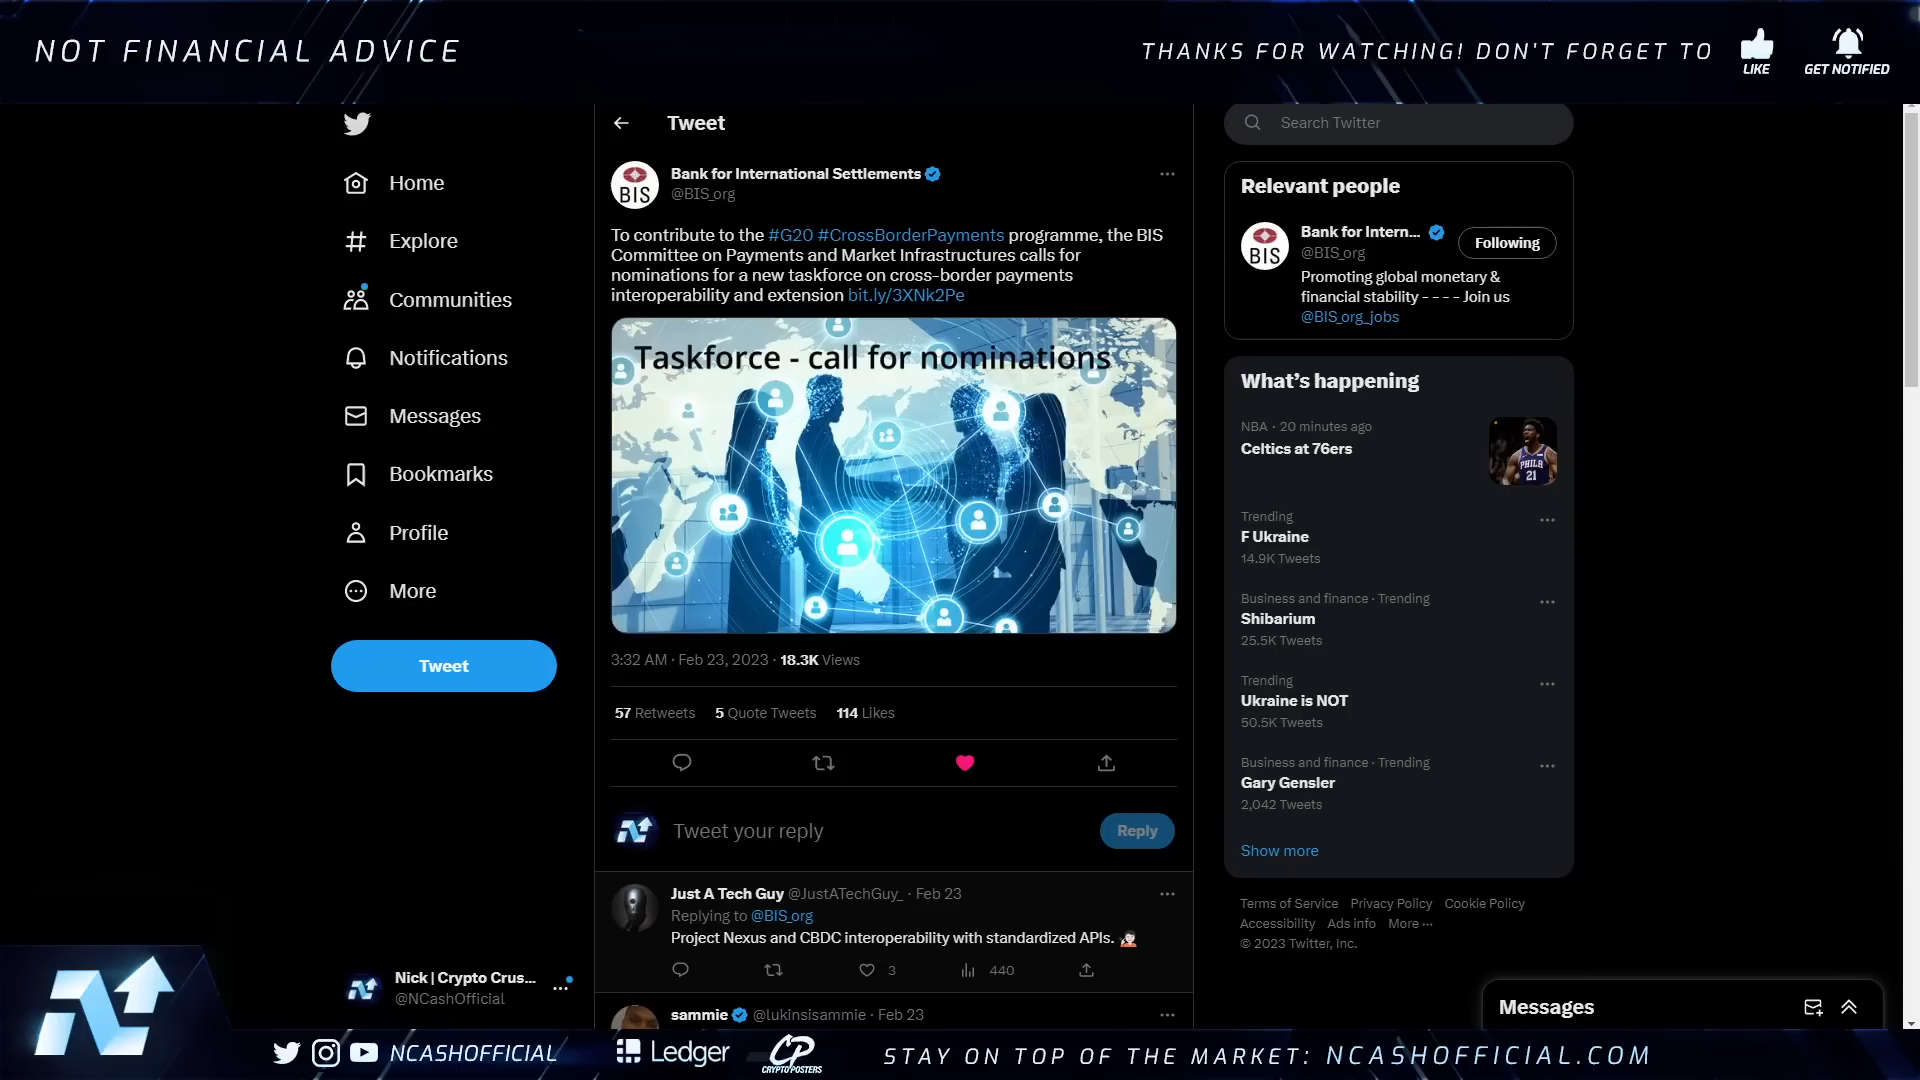 NOT FINANCIAL ADVICE
THANKS FOR WATCHING! DON'T FORGET TO
LIKE
GET NOTIFIED
Home
Explore
Communities
Notifications
Messages
Bookmarks
Profile
More
Tweet
Nick | Crypto Crus...
@NCashOfficial
Tweet
BIS
Bank for International Settlements
@BIS_org
To contribute to the #G20 #CrossBorderPayments programme, the BIS
Committee on Payments and Market Infrastructures calls for
nominations for a new taskforce on cross-border payments
interoperability and extension bit.ly/3XNk2Pe
Taskforce - call for nominations
3:32 AM · Feb 23, 2023 · 18.3K Views
57 Retweets 5 Quote Tweets 114 Likes
Tweet your reply
Reply
Just A Tech Guy @JustATechGuy_ · Feb 23
Replying to @BIS_org
Project Nexus and CBDC interoperability with standardized APIs. 🤷🏻
3
440
sammie @lukinsisammie · Feb 23
Search Twitter
Relevant people
BIS
Bank for Intern...
@BIS_org
Following
Promoting global monetary &
financial stability - - - - Join us
@BIS_org_jobs
What's happening
NBA · 20 minutes ago
Celtics at 76ers
PHILA
21
Trending
F Ukraine
14.9K Tweets
Business and finance · Trending
Shibarium
25.5K Tweets
Trending
Ukraine is NOT
50.5K Tweets
Business and finance · Trending
Gary Gensler
2,042 Tweets
Show more
Terms of Service Privacy Policy Cookie Policy
Accessibility Ads info More ···
© 2023 Twitter, Inc.
Messages
NCASHOFFICIAL
Ledger
CP
CRYPTOPOSTERS
STAY ON TOP OF THE MARKET: NCASHOFFICIAL.COM